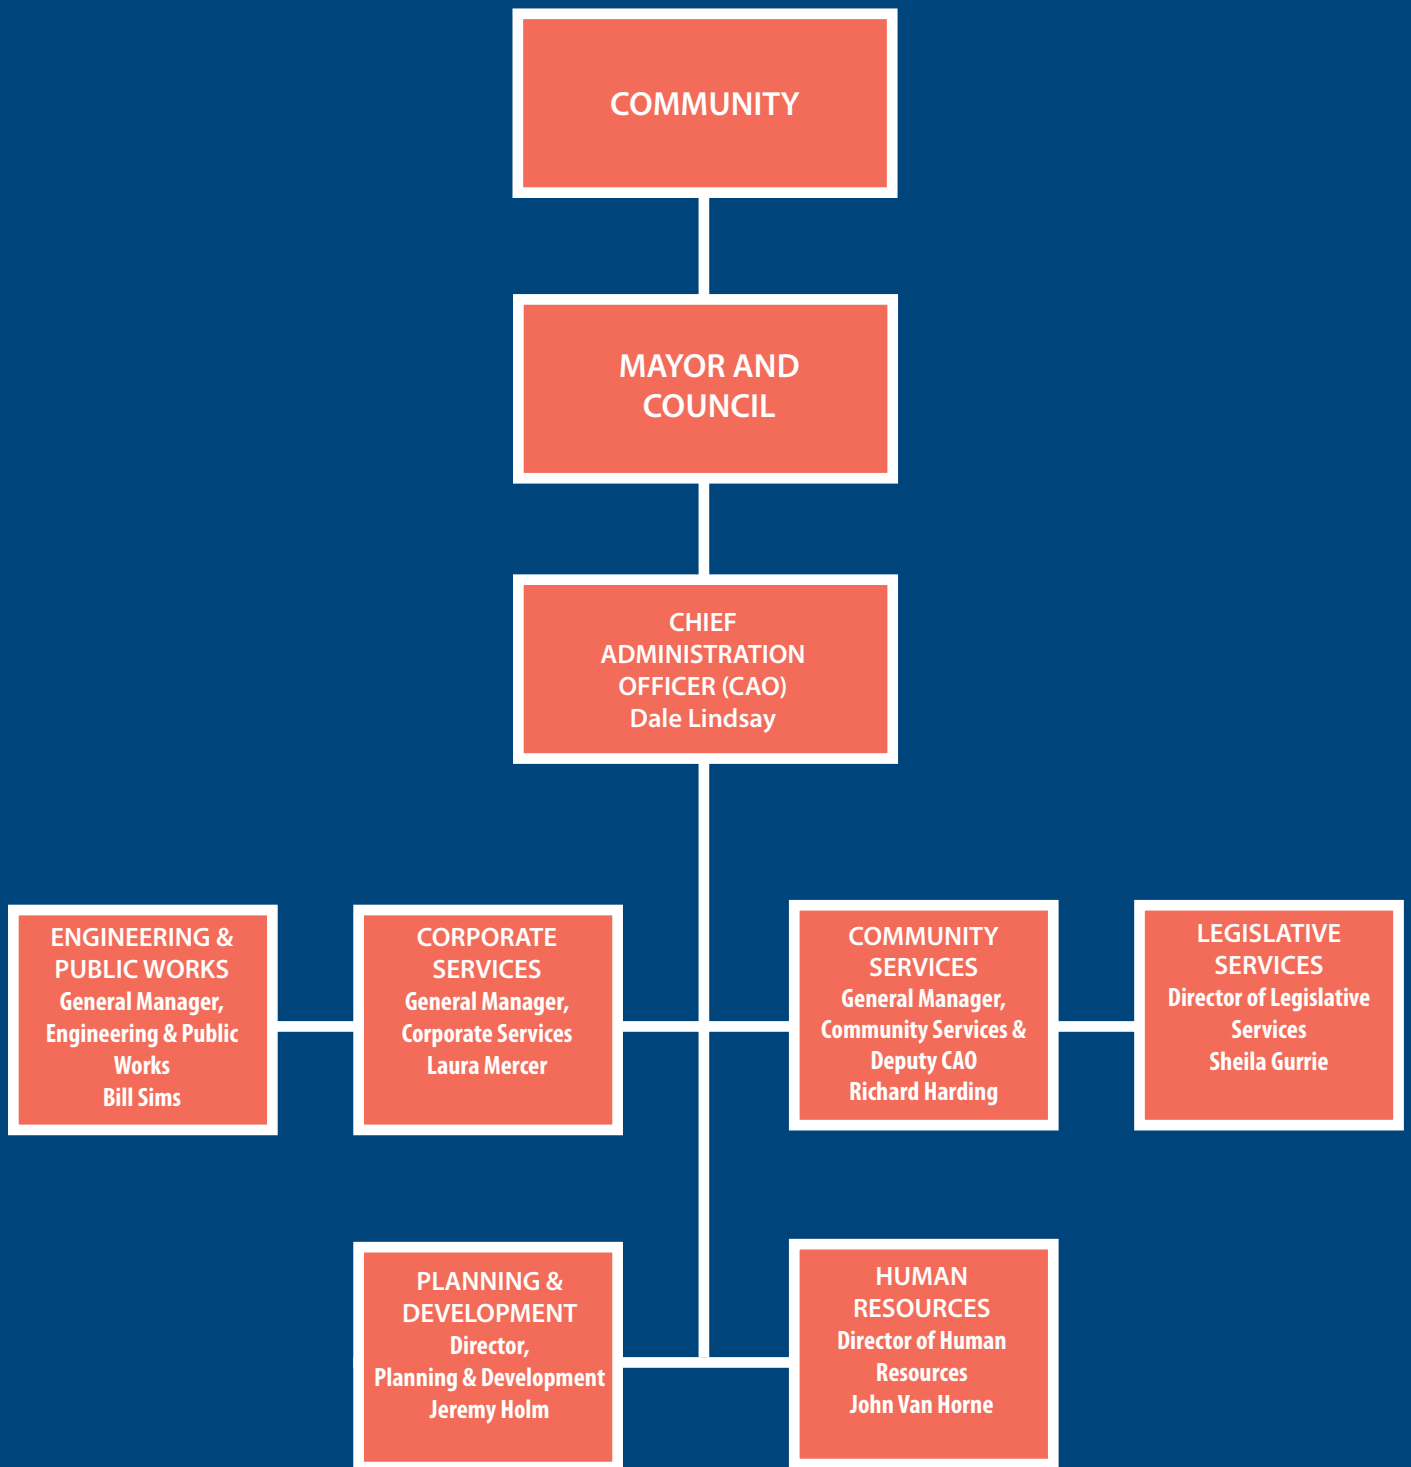 COMMUNITY
MAYOR AND
COUNCIL
CHIEF
ADMINISTRATION
OFFICER (CAO)
Dale Lindsay
ENGINEERING &
PUBLIC WORKS
General Manager,
Engineering & Public
Works
Bill Sims
CORPORATE
SERVICES
General Manager,
Corporate Services
Laura Mercer
COMMUNITY
SERVICES
General Manager,
Community Services &
Deputy CAO
Richard Harding
LEGISLATIVE
SERVICES
Director of Legislative
Services
Sheila Gurrie
PLANNING &
DEVELOPMENT
Director,
Planning & Development
Jeremy Holm
HUMAN
RESOURCES
Director of Human
Resources
John Van Horne